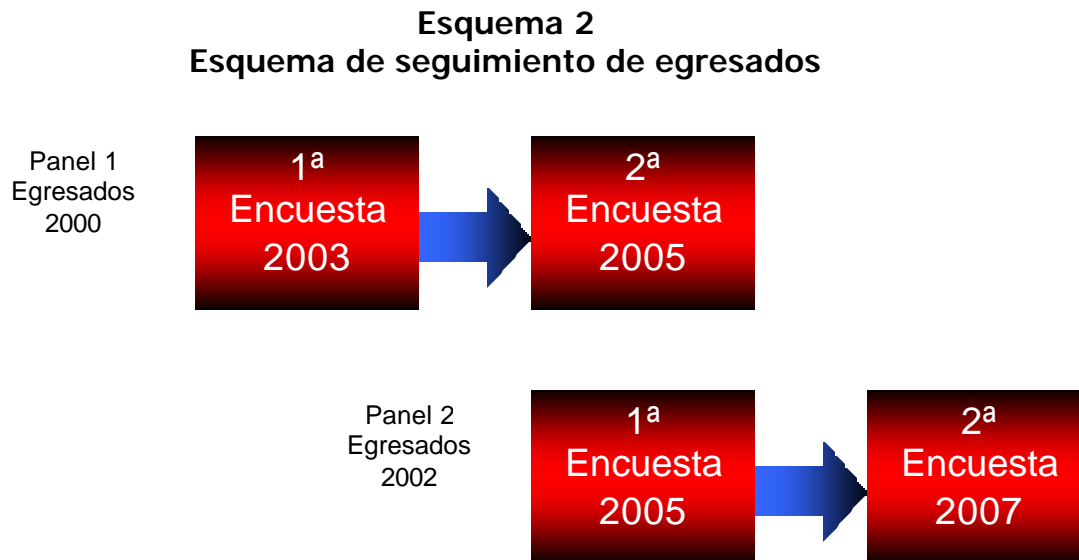 Esquema 2
Esquema de seguimiento de egresados
Panel 1
Egresados
2000
1ª
Encuesta
2003
2ª
Encuesta
2005
Panel 2
Egresados
2002
1ª
Encuesta
2005
2ª
Encuesta
2007